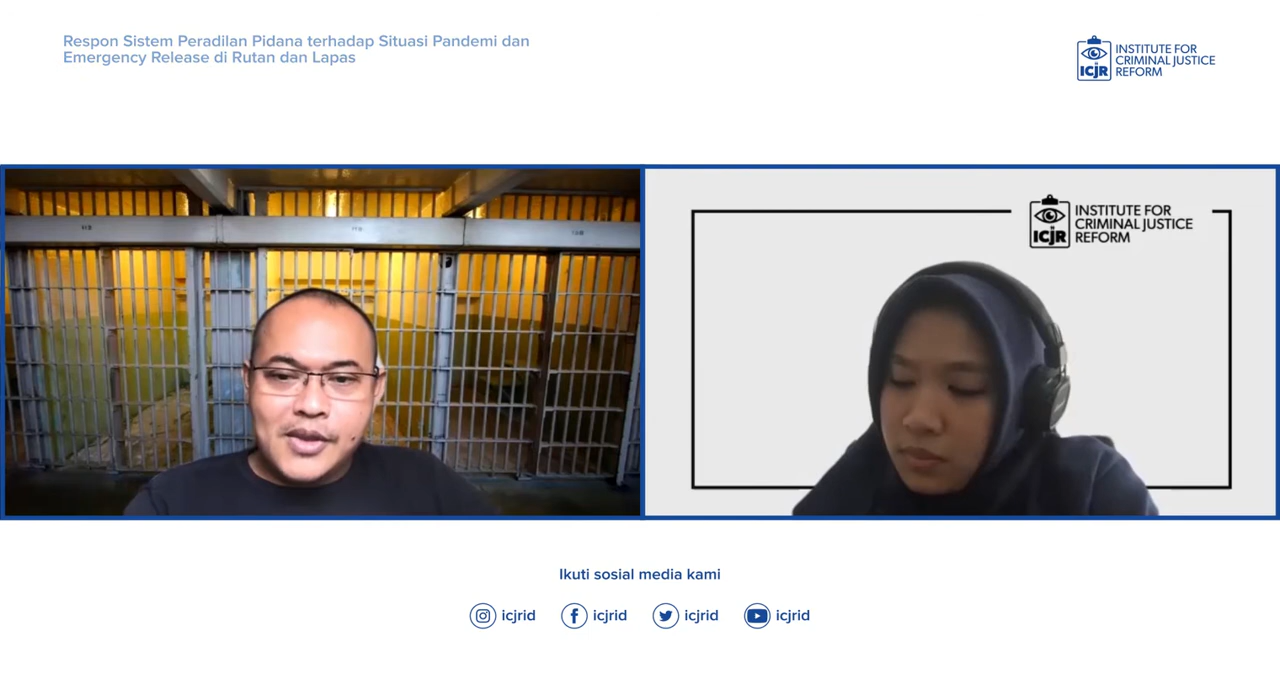 Respon Sistem Peradilan Pidana terhadap Situasi Pandemi dan
Emergency Release di Rutan dan Lapas
ICJR
INSTITUTE FOR
CRIMINAL JUSTICE
REFORM
ICJR
INSTITUTE FOR
CRIMINAL JUSTICE
REFORM
Ikuti sosial media kami
icjrid
icjrid
icjrid
icjrid